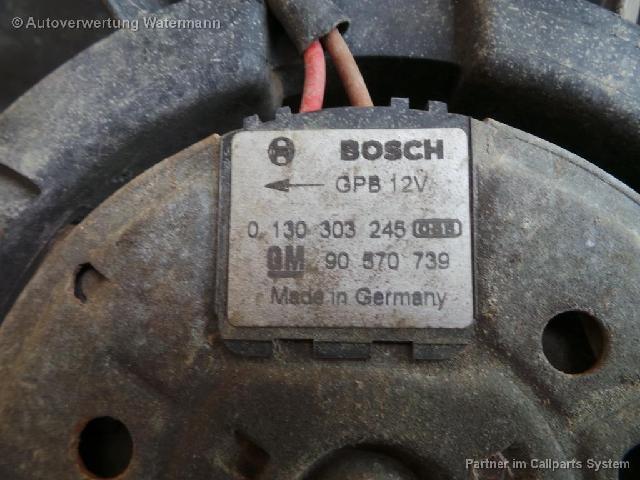 © Autoverwertung Watermann
BOSCH
GPB 12V
0 130 303 245
GM 90 570 739
Made in Germany
Partner im Callparts System